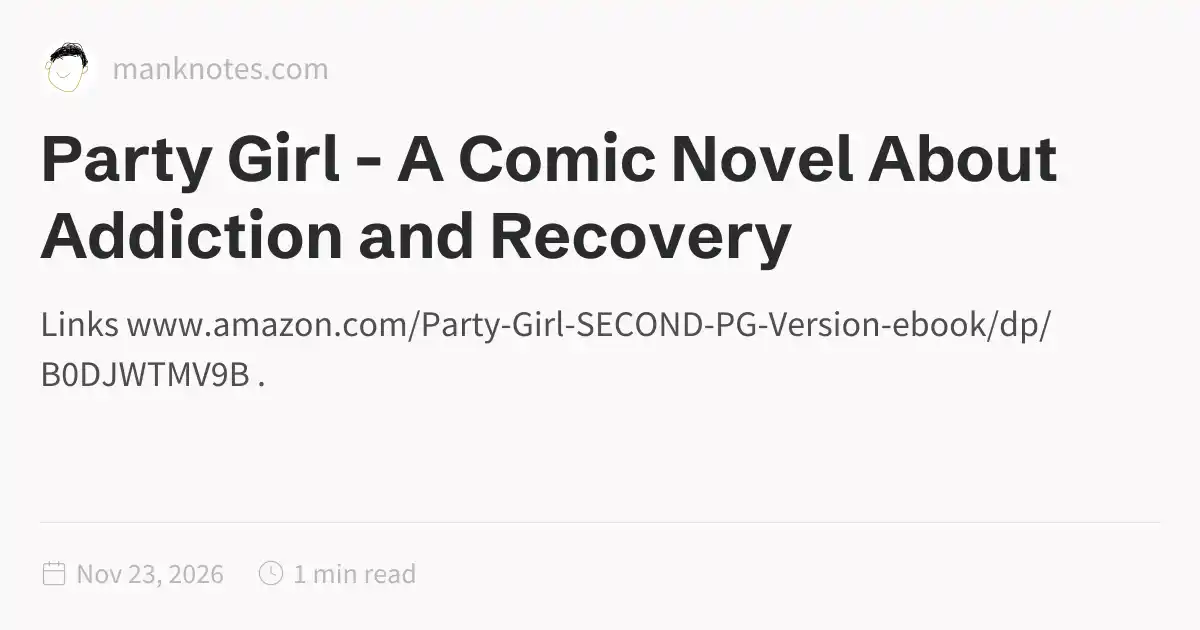 manknotes.com
Party Girl - A Comic Novel About
Addiction and Recovery
Links www.amazon.com/Party-Girl-SECOND-PG-Version-ebook/dp/
B0DJWTMV9B .
Nov 23, 2026 1 min read